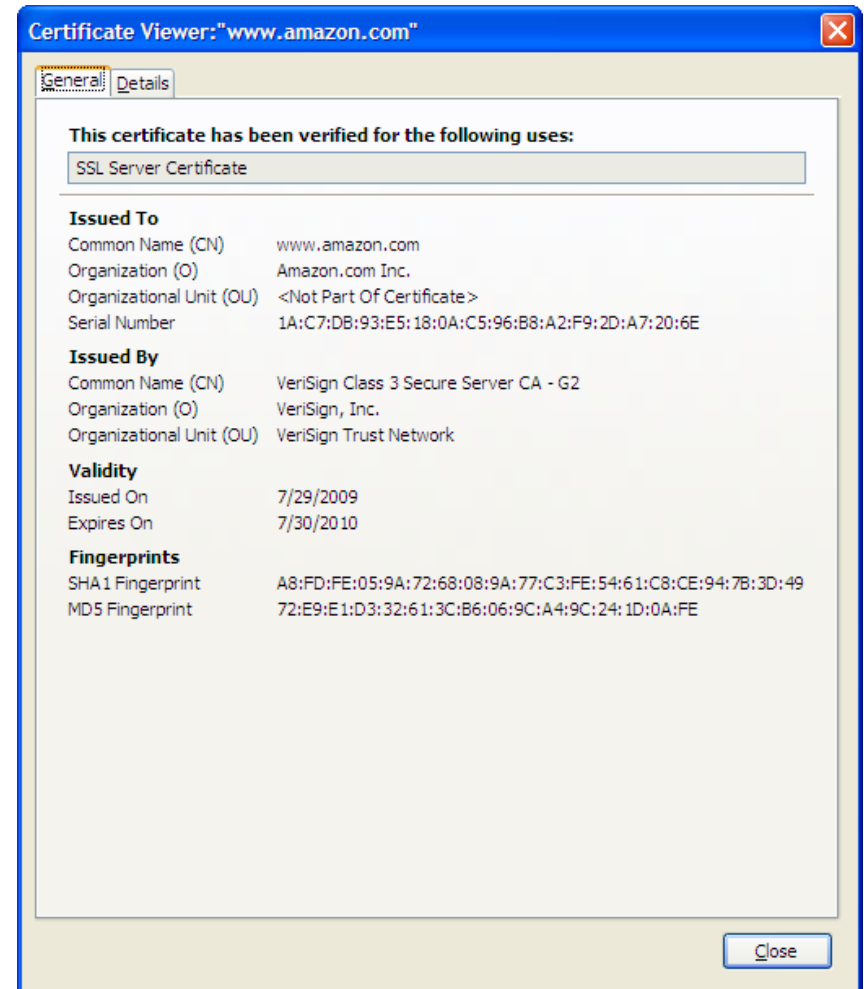 Certificate Viewer:"www.amazon.com"
General Details
This certificate has been verified for the following uses:
SSL Server Certificate
Issued To
Common Name (CN) www.amazon.com
Organization (O) Amazon.com Inc.
Organizational Unit (OU) <Not Part Of Certificate>
Serial Number 1A:C7:DB:93:E5:18:0A:C5:96:B8:A2:F9:2D:A7:20:6E
Issued By
Common Name (CN) VeriSign Class 3 Secure Server CA - G2
Organization (O) VeriSign, Inc.
Organizational Unit (OU) VeriSign Trust Network
Validity
Issued On 7/29/2009
Expires On 7/30/2010
Fingerprints
SHA1 Fingerprint A8:FD:FE:05:9A:72:68:08:9A:77:C3:FE:54:61:C8:CE:94:7B:3D:49
MD5 Fingerprint 72:E9:E1:D3:32:61:3C:B6:06:9C:A4:9C:24:1D:0A:FE
Close